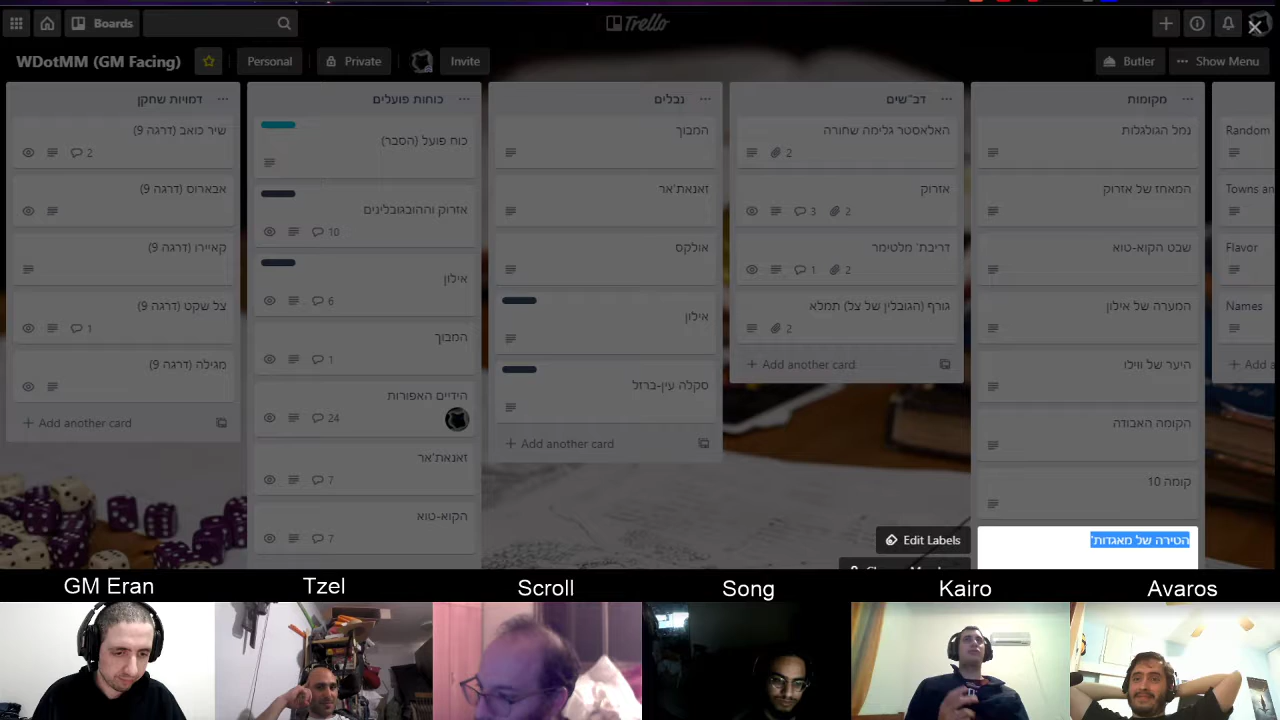 Boards
Trello
WDotMM (GM Facing)
Personal
Private
Invite
Butler
Show Menu
דמויות שחקן
שיר כואב (דרגה 9)
2
אבארוס (דרגה 9)
קאיירו (דרגה 9)
צל שקט (דרגה 9)
1
מגילה (דרגה 9)
Add another card
כוחות פועלים
כוח פועל (הסבר)
אזרוק וההובגובלינים
10
אילון
6
המבוך
1
הידיים האפורות
24
זאנאת'אר
7
הקוא-טוא
7
נבלים
המבוך
זאנאת'אר
אולקס
אילון
סקלה עין-ברזל
Add another card
דב"שים
האלאסטר גלימה שחורה
2
אזרוק
3 2
דריבת' מלטימר
1 2
גורף (הגובלין של צל) תמלא
2
Add another card
מקומות
נמל הגולגלות
המאחז של אזרוק
שבט הקוא-טוא
המערה של אילון
היער של ווילו
הקומה האבודה
קומה 10
הטירה של מאגדות'
Edit Labels
Random
Towns an
Flavor
Names
Add a
GM Eran
Tzel
Scroll
Song
Kairo
Avaros